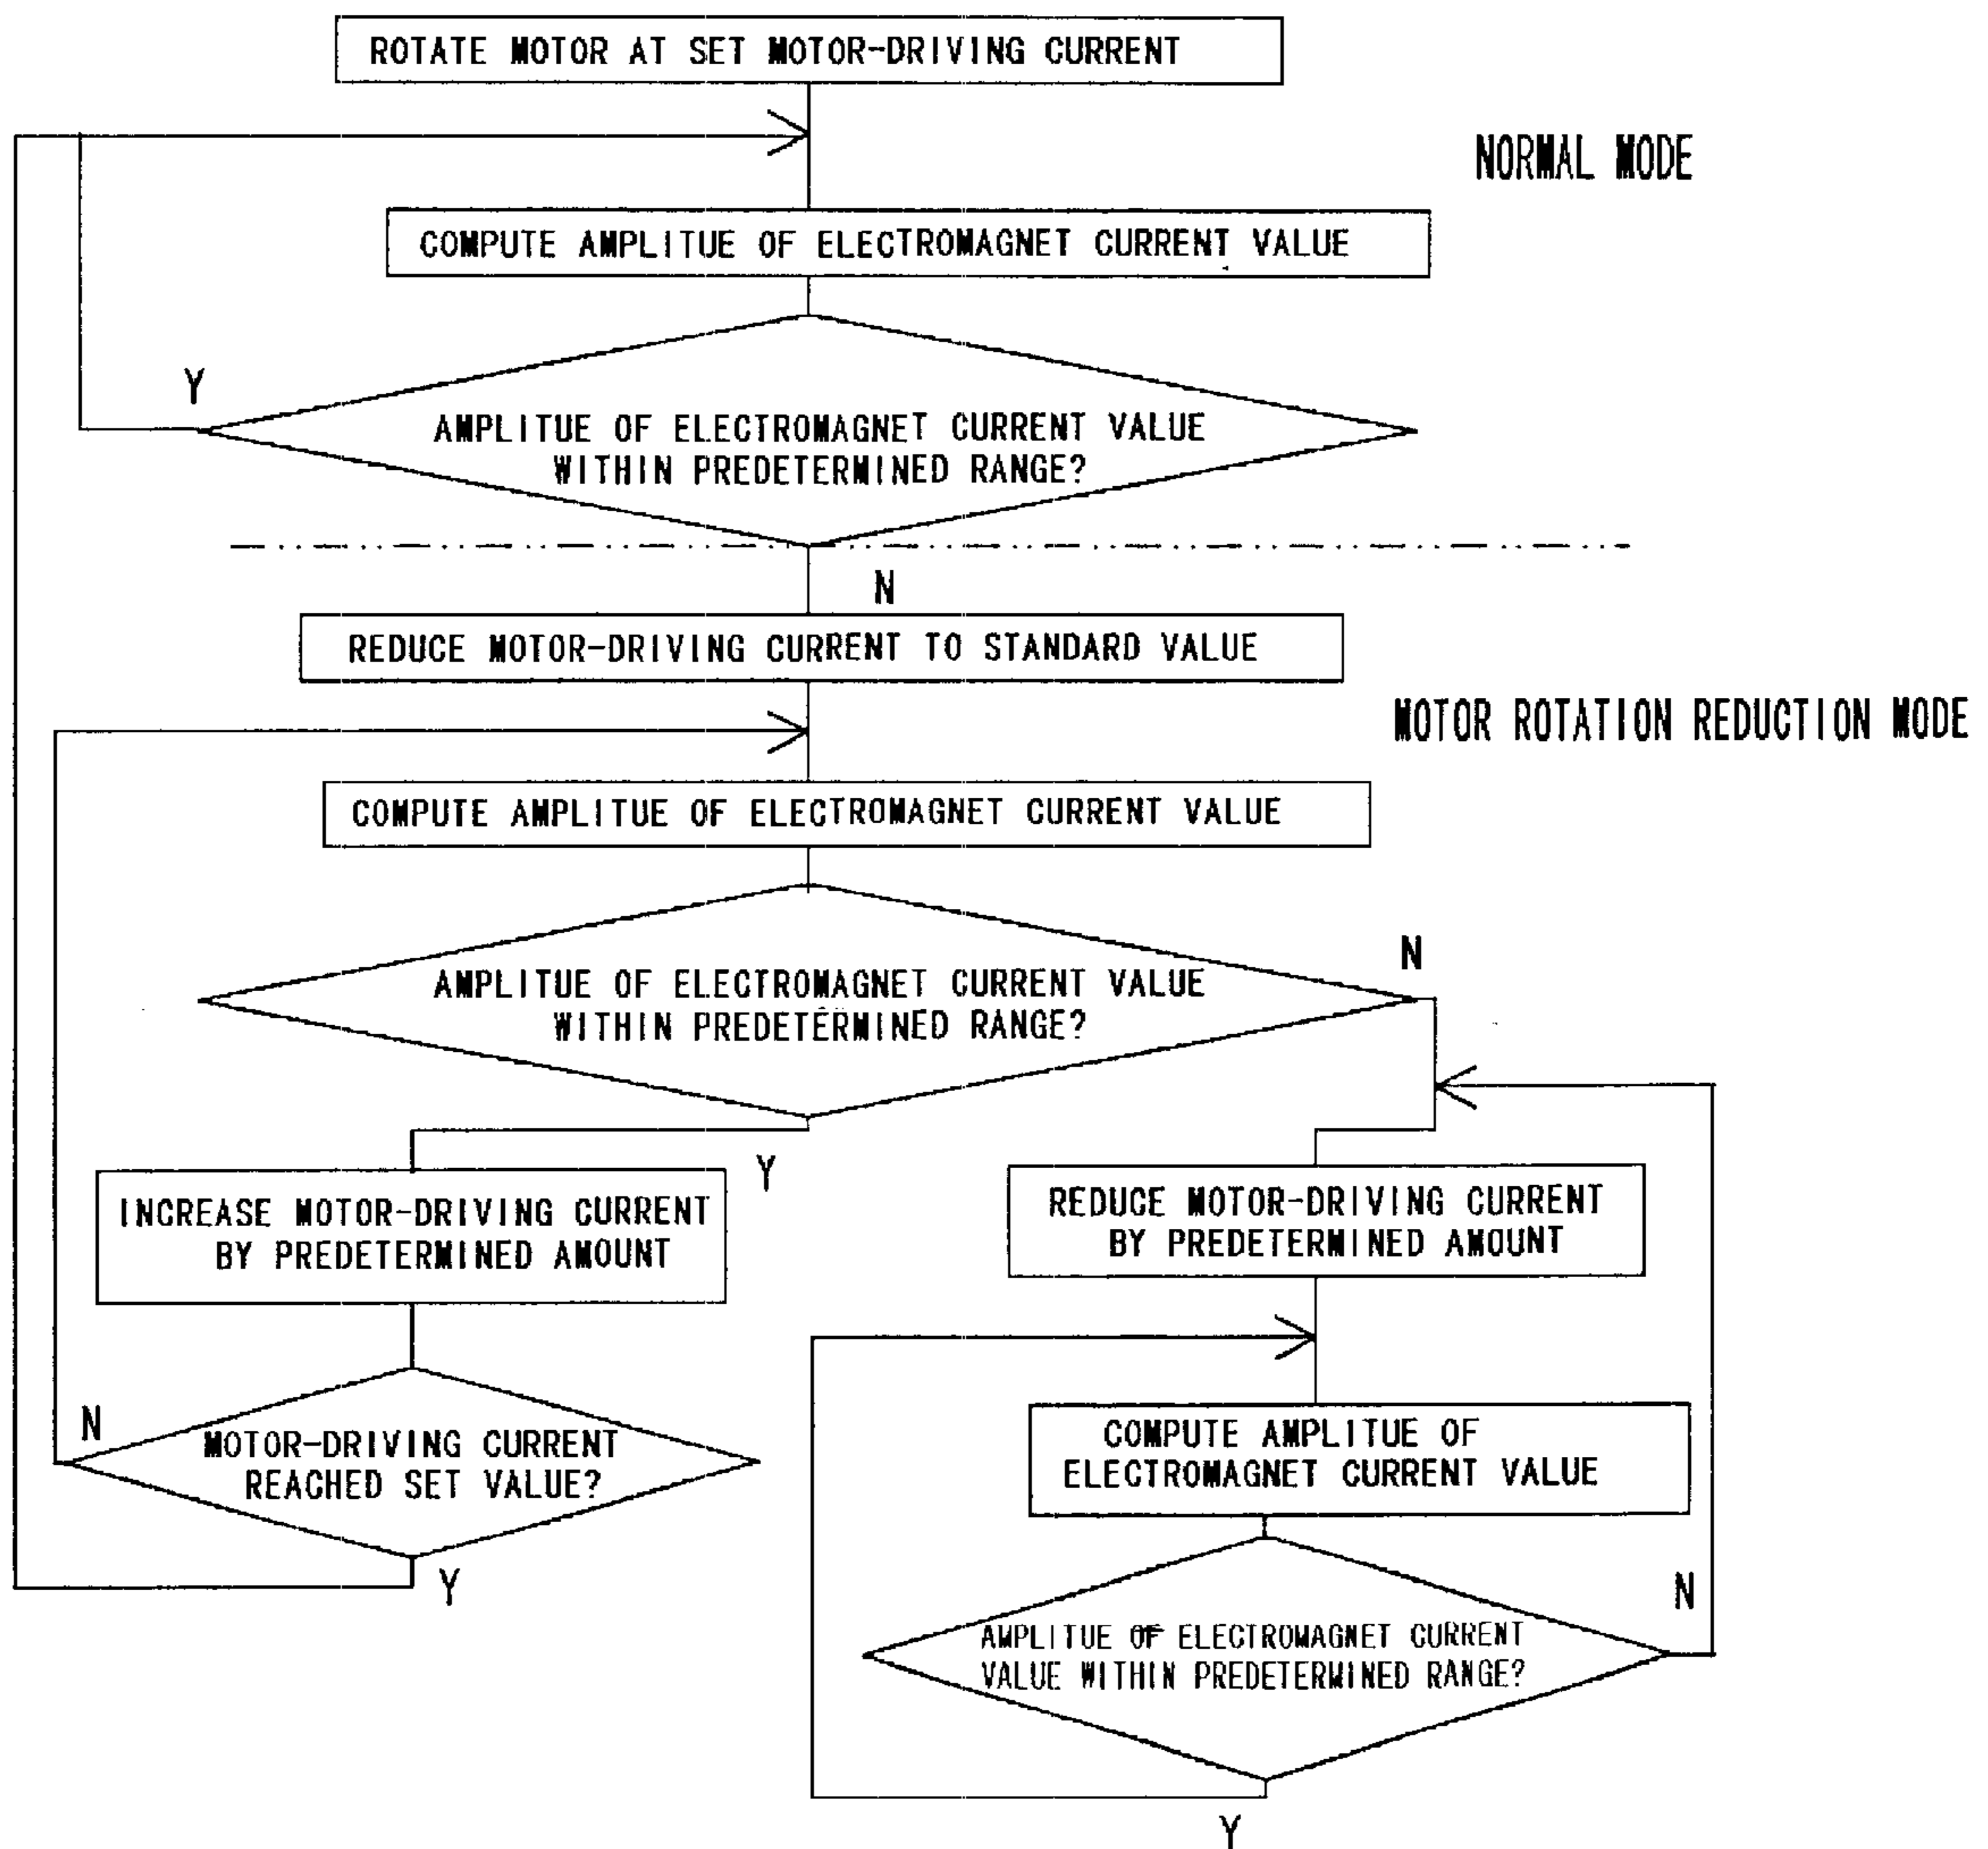 ROTATE MOTOR AT SET MOTOR-DRIVING CURRENT
NORMAL MODE
COMPUTE AMPLITUE OF ELECTROMAGNET CURRENT VALUE
Y
AMPLITUE OF ELECTROMAGNET CURRENT VALUE
WITHIN PREDETERMINED RANGE?
N
REDUCE MOTOR-DRIVING CURRENT TO STANDARD VALUE
MOTOR ROTATION REDUCTION MODE
COMPUTE AMPLITUE OF ELECTROMAGNET CURRENT VALUE
N
AMPLITUE OF ELECTROMAGNET CURRENT VALUE
WITHIN PREDETERMINED RANGE?
Y
INCREASE MOTOR-DRIVING CURRENT
BY PREDETERMINED AMOUNT
REDUCE MOTOR-DRIVING CURRENT
BY PREDETERMINED AMOUNT
N
MOTOR-DRIVING CURRENT
REACHED SET VALUE?
Y
COMPUTE AMPLITUE OF
ELECTROMAGNET CURRENT VALUE
N
AMPLITUE OF ELECTROMAGNET CURRENT
VALUE WITHIN PREDETERMINED RANGE?
Y